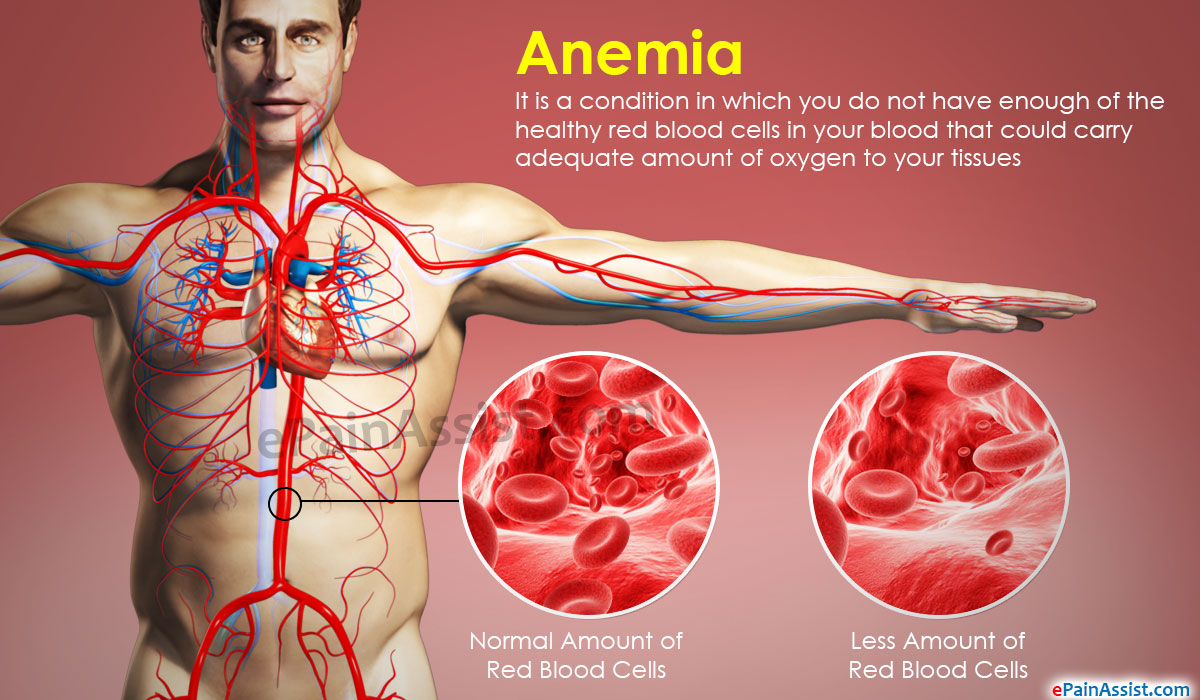 Anemia
It is a condition in which you do not have enough of the
healthy red blood cells in your blood that could carry
adequate amount of oxygen to your tissues
ePainAssist.com
Normal Amount of
Red Blood Cells
Less Amount of
Red Blood Cells
ePainAssist.com